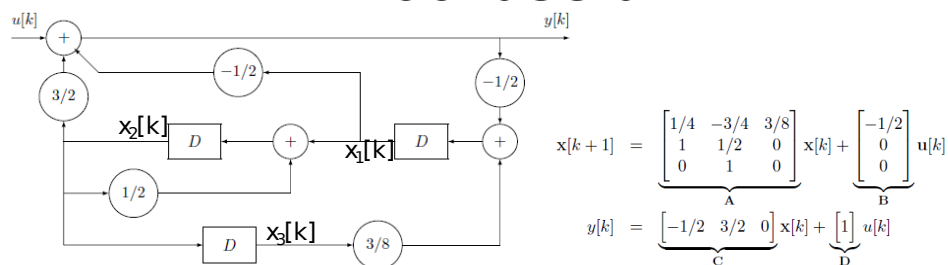 u[k]
+
y[k]
−1/2
−1/2
3/2
x₂[k]
D
+
x₁[k]
D
+
1/2
x₃[k]
D
3/8
x[k+1] = [1/4 −3/4 3/8
1 1/2 0
0 1 0] x[k] + [−1/2
0
0] u[k]
A B
y[k] = [−1/2 3/2 0] x[k] + [1] u[k]
C D